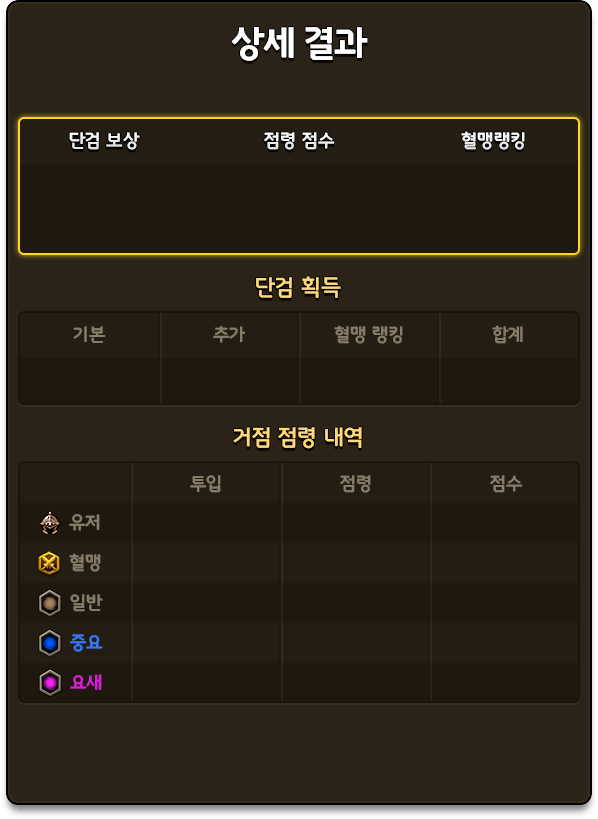 상세 결과
단검 보상 점령 점수 혈맹랭킹
단검 획득
기본 추가 혈맹 랭킹 합계
거점 점령 내역
투입 점령 점수
유저
혈맹
일반
중요
요새